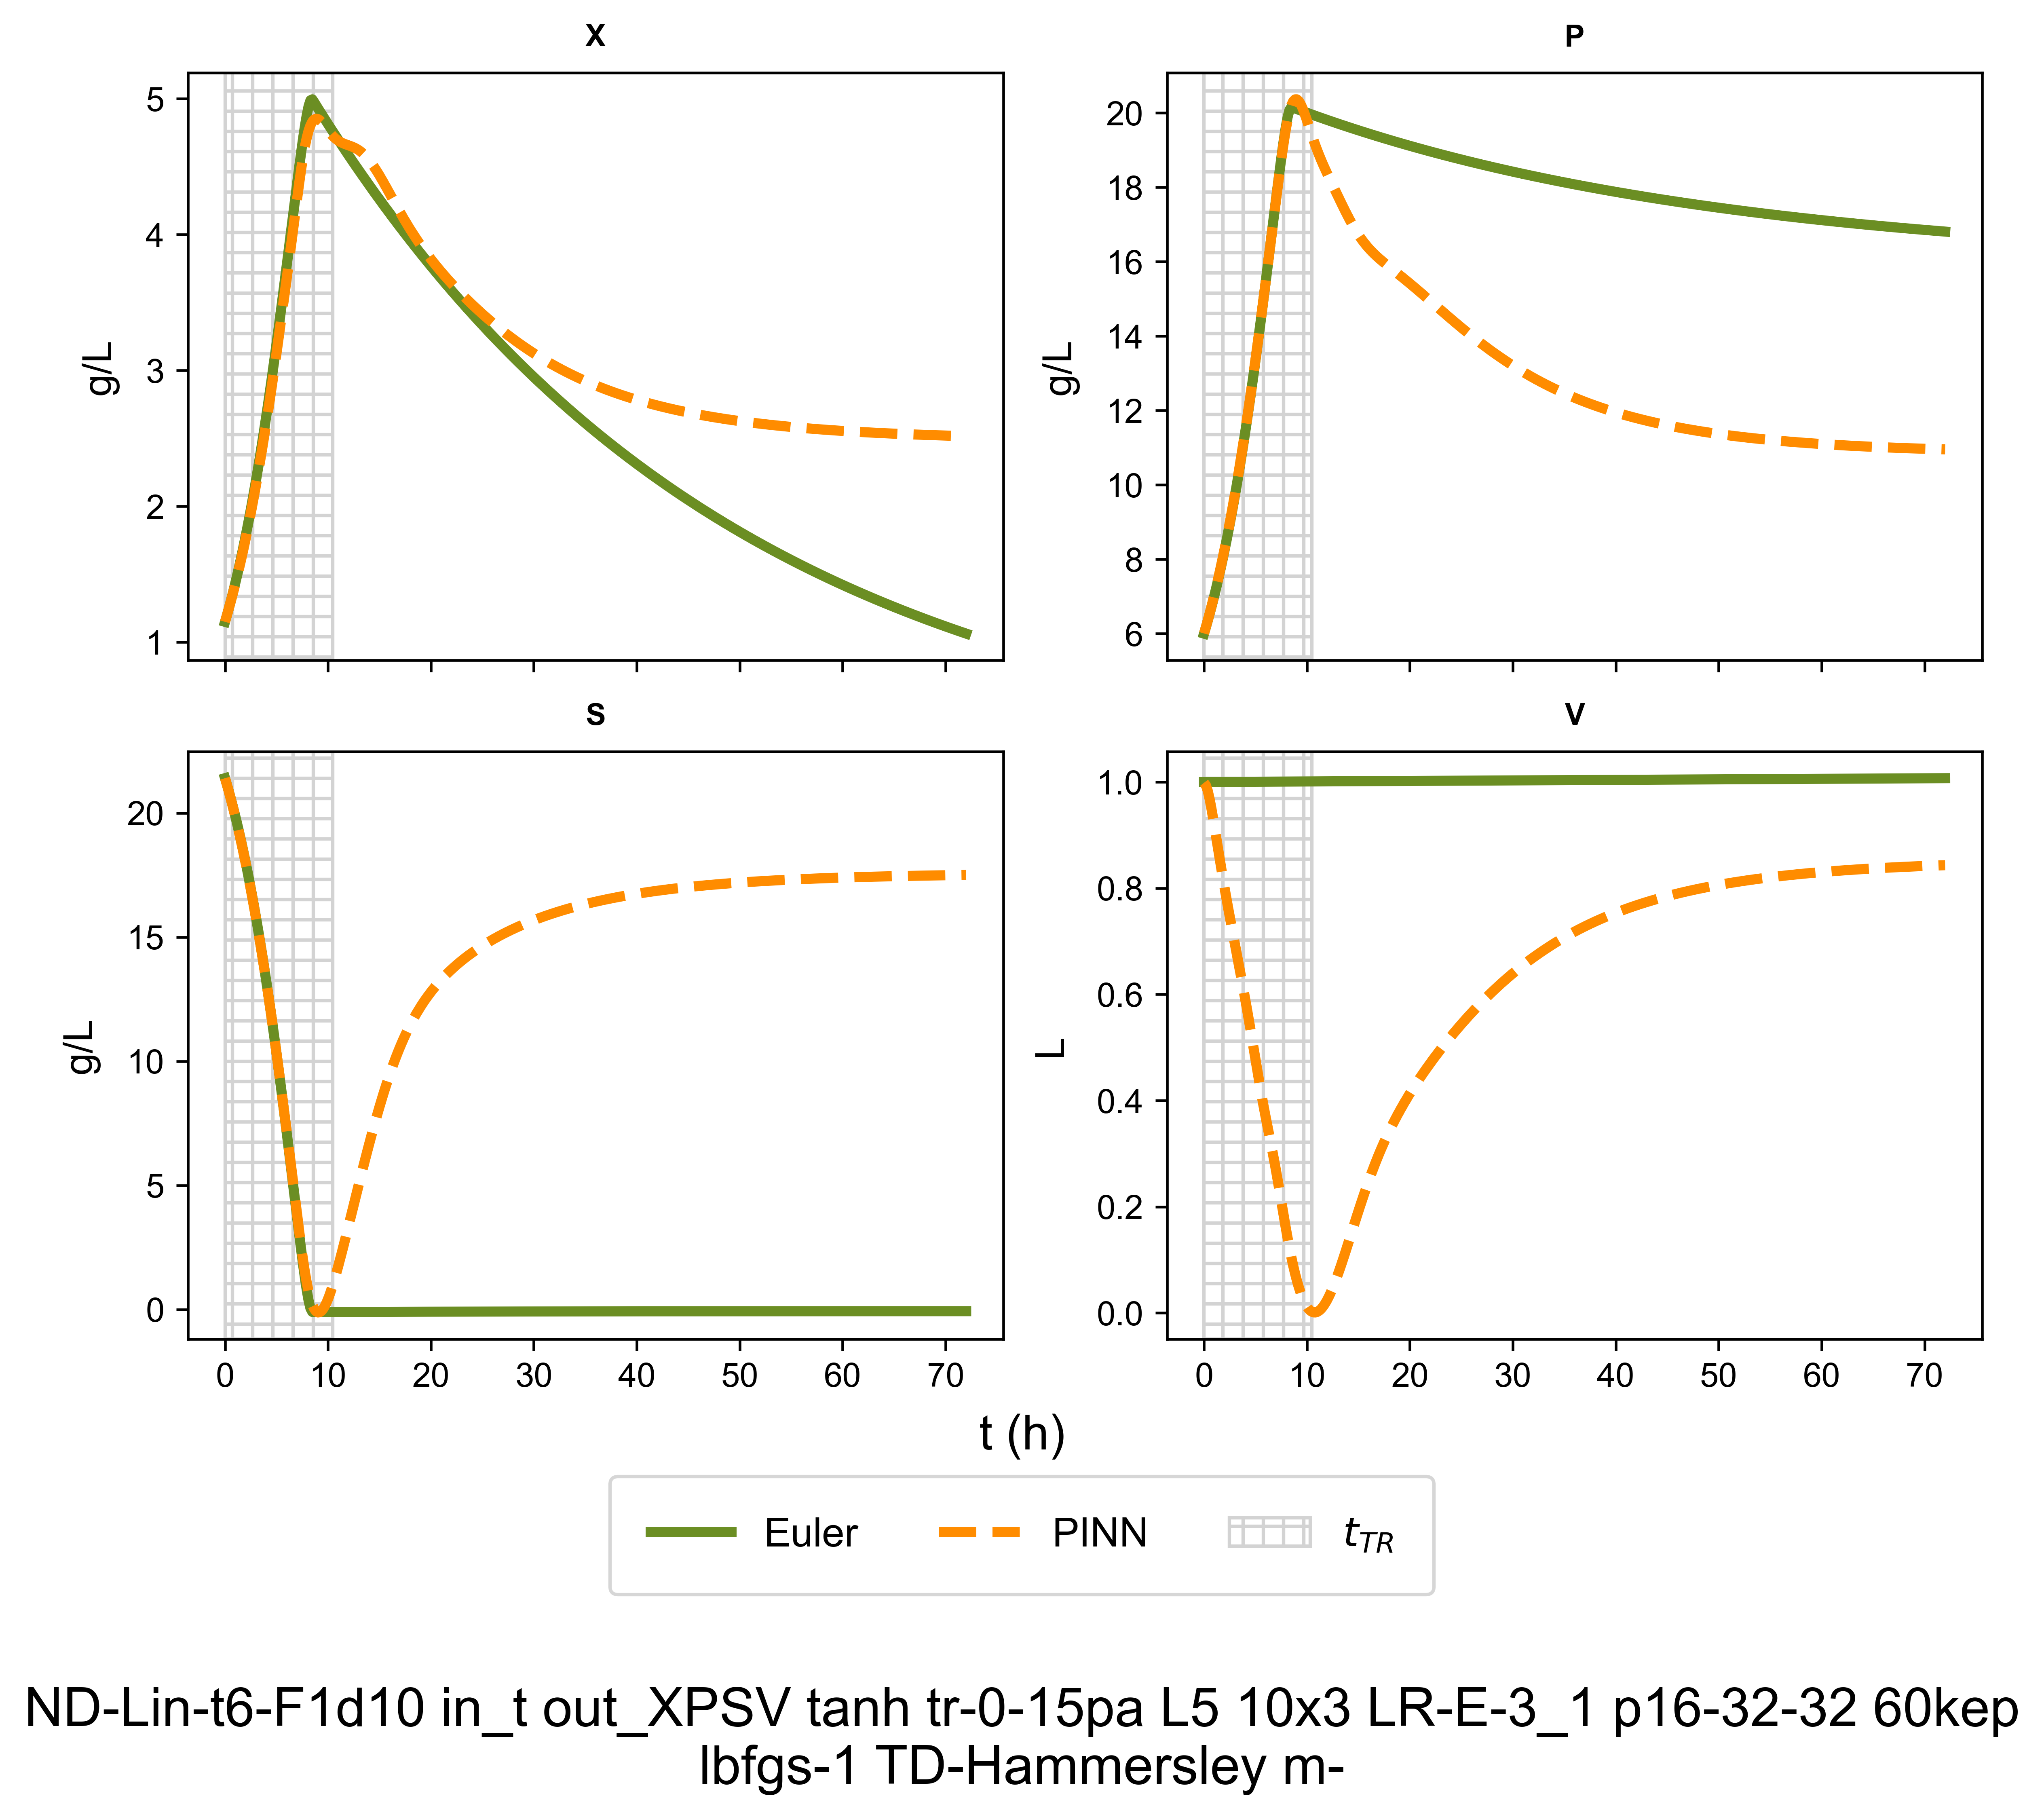 X
P
5
4
3
2
1
g/L
20
18
16
14
12
10
8
6
g/L
S
V
20
15
10
5
0
g/L
1.0
0.8
0.6
0.4
0.2
0.0
L
0 10 20 30 40 50 60 70
0 10 20 30 40 50 60 70
t (h)
Euler PINN t_{TR}
ND-Lin-t6-F1d10 in_t out_XPSV tanh tr-0-15pa L5 10x3 LR-E-3_1 p16-32-32 60kep
lbfgs-1 TD-Hammersley m-